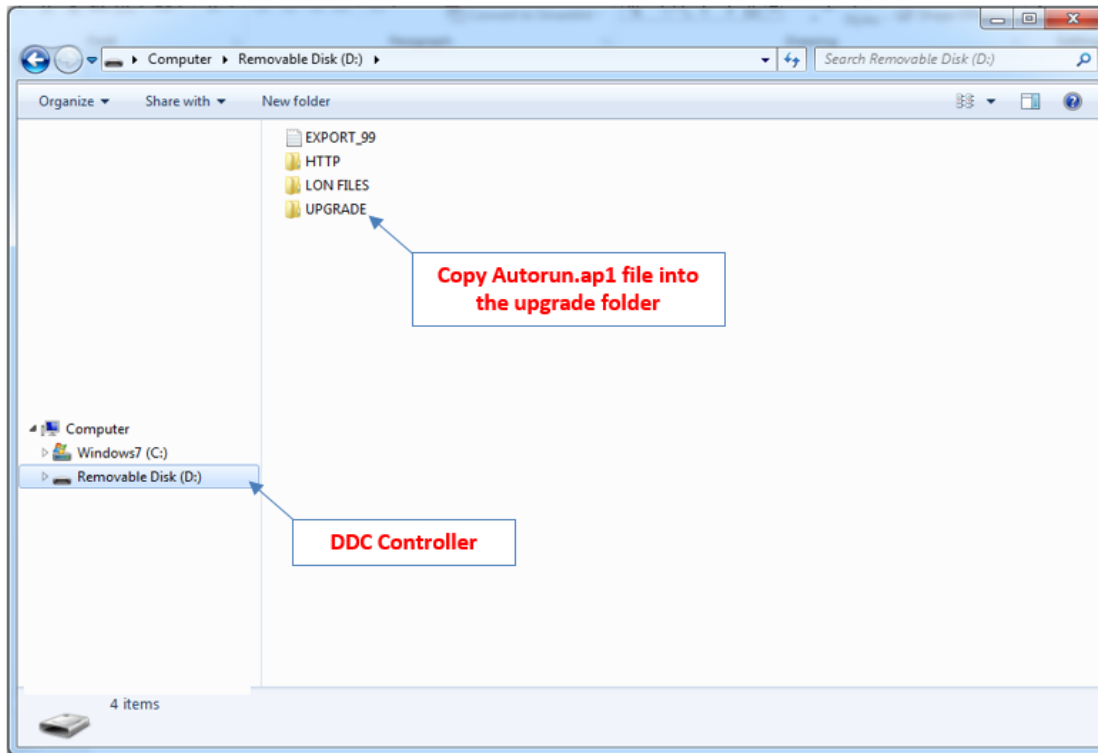 Computer Removable Disk (D:)
Search Removable Disk (D:)
Organize Share with New folder
EXPORT_99
HTTP
LON FILES
UPGRADE
Copy Autorun.ap1 file into
the upgrade folder
Computer
Windows7 (C:)
Removable Disk (D:)
DDC Controller
4 items